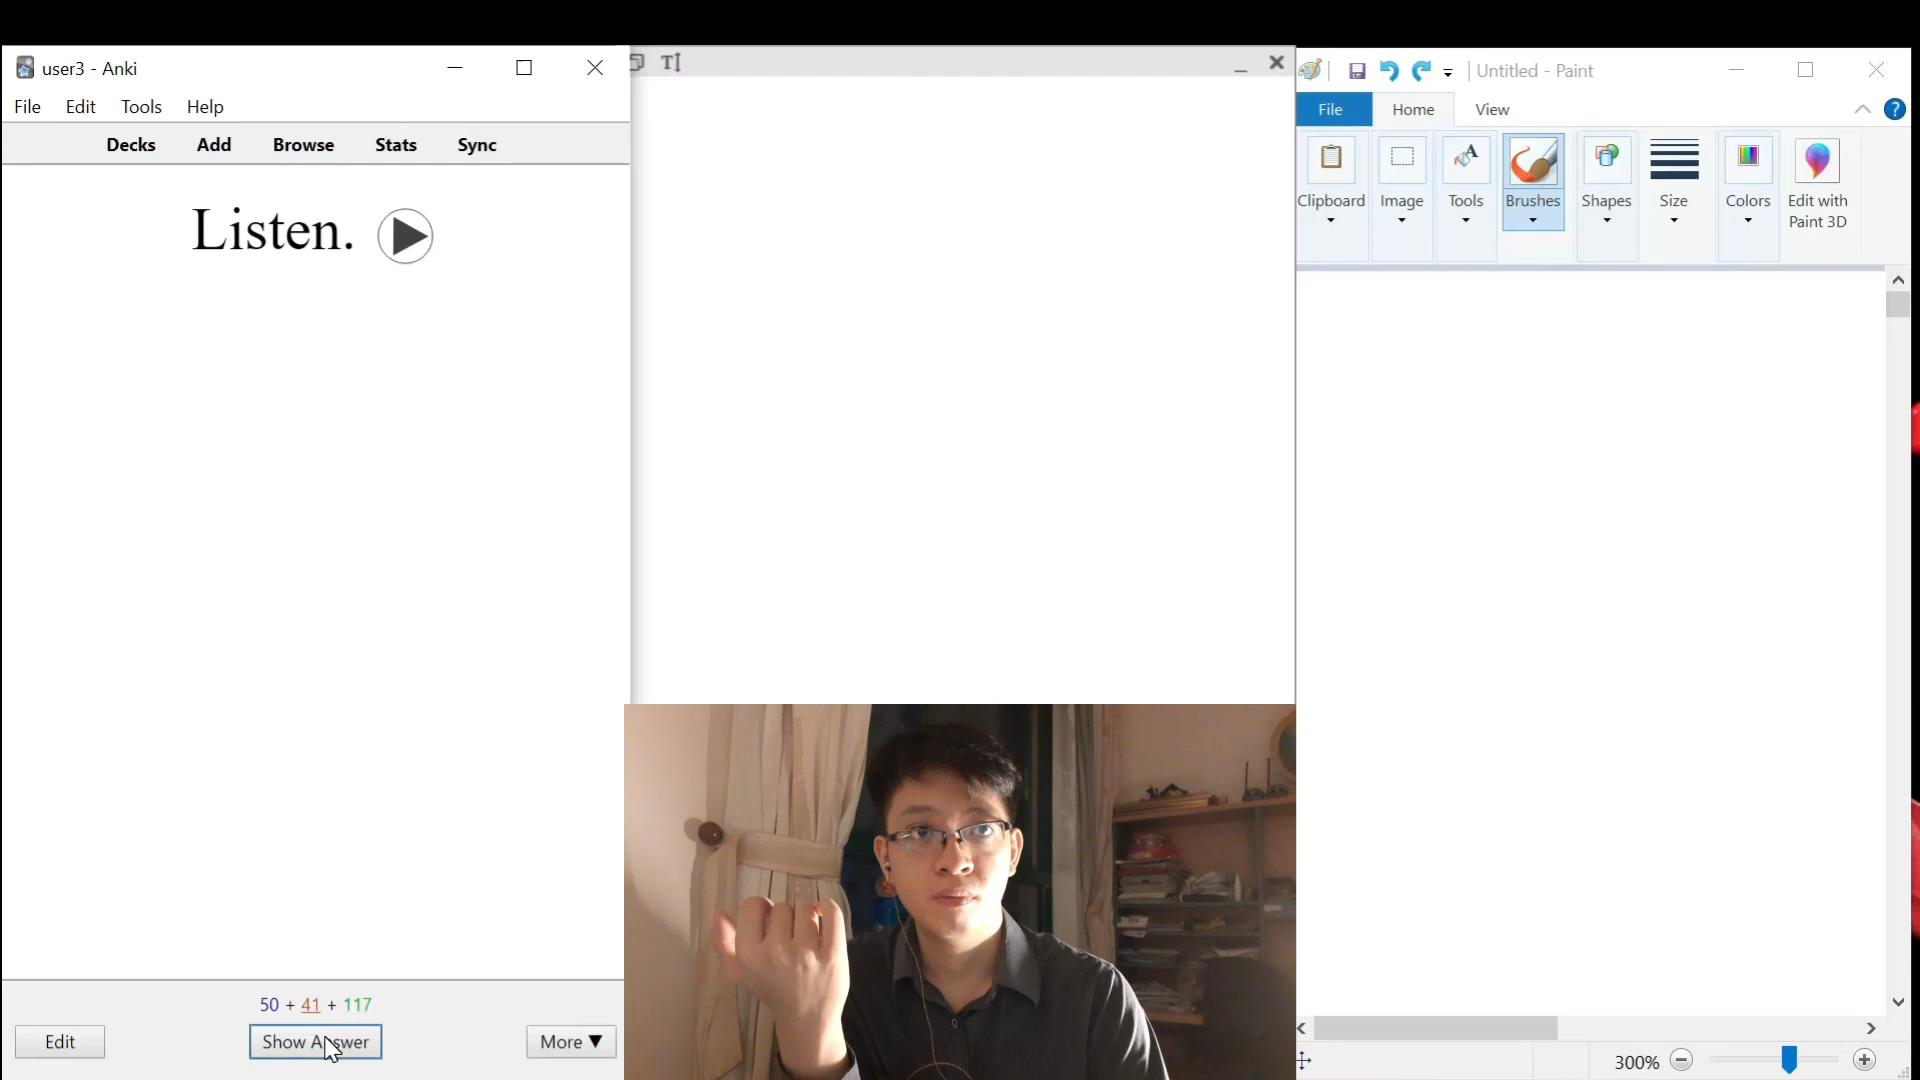 user3 - Anki
File Edit Tools Help
Decks Add Browse Stats Sync
Listen.
50 + 41 + 117
Edit
Show Answer
More ▼
T
Untitled - Paint
File Home View
Clipboard Image Tools Brushes Shapes Size Colors Edit with Paint 3D
300%